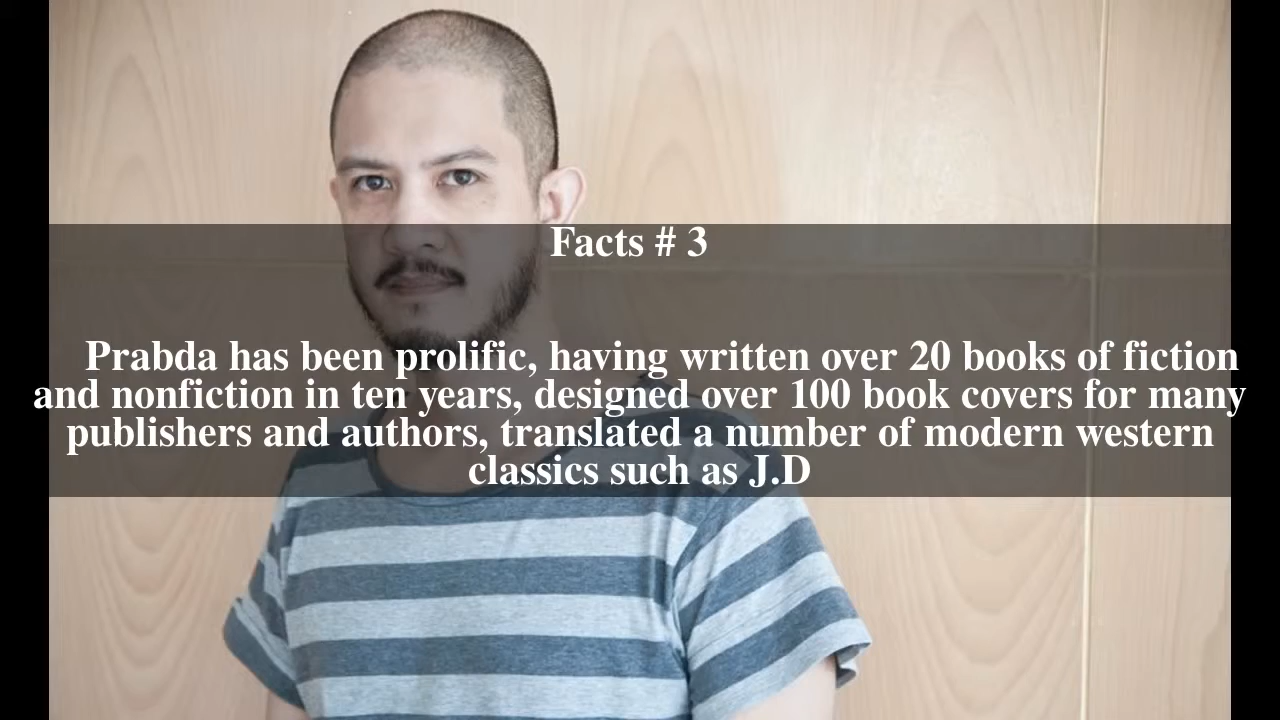 Facts # 3
Prabda has been prolific, having written over 20 books of fiction
and nonfiction in ten years, designed over 100 book covers for many
publishers and authors, translated a number of modern western
classics such as J.D